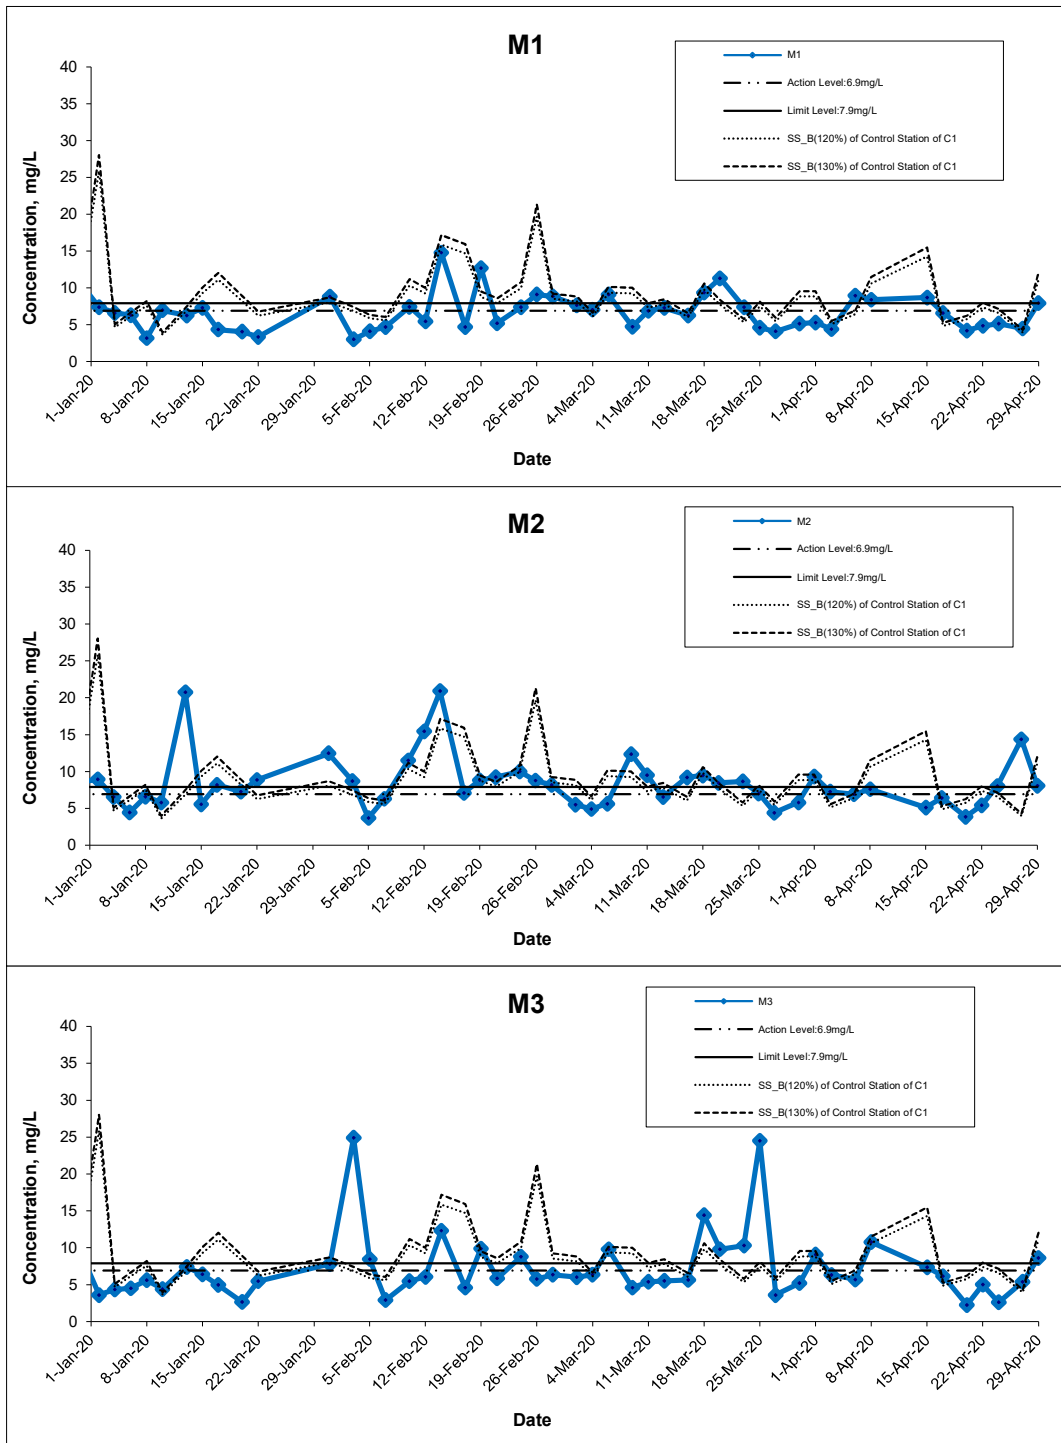 M1
M1
Action Level:6.9mg/L
Limit Level:7.9mg/L
SS_B(120%) of Control Station of C1
SS_B(130%) of Control Station of C1
Concentration, mg/L
40
35
30
25
20
15
10
5
0
1-Jan-20 8-Jan-20 15-Jan-20 22-Jan-20 29-Jan-20 5-Feb-20 12-Feb-20 19-Feb-20 26-Feb-20 4-Mar-20 11-Mar-20 18-Mar-20 25-Mar-20 1-Apr-20 8-Apr-20 15-Apr-20 22-Apr-20 29-Apr-20
Date
M2
M2
Action Level:6.9mg/L
Limit Level:7.9mg/L
SS_B(120%) of Control Station of C1
SS_B(130%) of Control Station of C1
Concentration, mg/L
40
35
30
25
20
15
10
5
0
1-Jan-20 8-Jan-20 15-Jan-20 22-Jan-20 29-Jan-20 5-Feb-20 12-Feb-20 19-Feb-20 26-Feb-20 4-Mar-20 11-Mar-20 18-Mar-20 25-Mar-20 1-Apr-20 8-Apr-20 15-Apr-20 22-Apr-20 29-Apr-20
Date
M3
M3
Action Level:6.9mg/L
Limit Level:7.9mg/L
SS_B(120%) of Control Station of C1
SS_B(130%) of Control Station of C1
Concentration, mg/L
40
35
30
25
20
15
10
5
0
1-Jan-20 8-Jan-20 15-Jan-20 22-Jan-20 29-Jan-20 5-Feb-20 12-Feb-20 19-Feb-20 26-Feb-20 4-Mar-20 11-Mar-20 18-Mar-20 25-Mar-20 1-Apr-20 8-Apr-20 15-Apr-20 22-Apr-20 29-Apr-20
Date